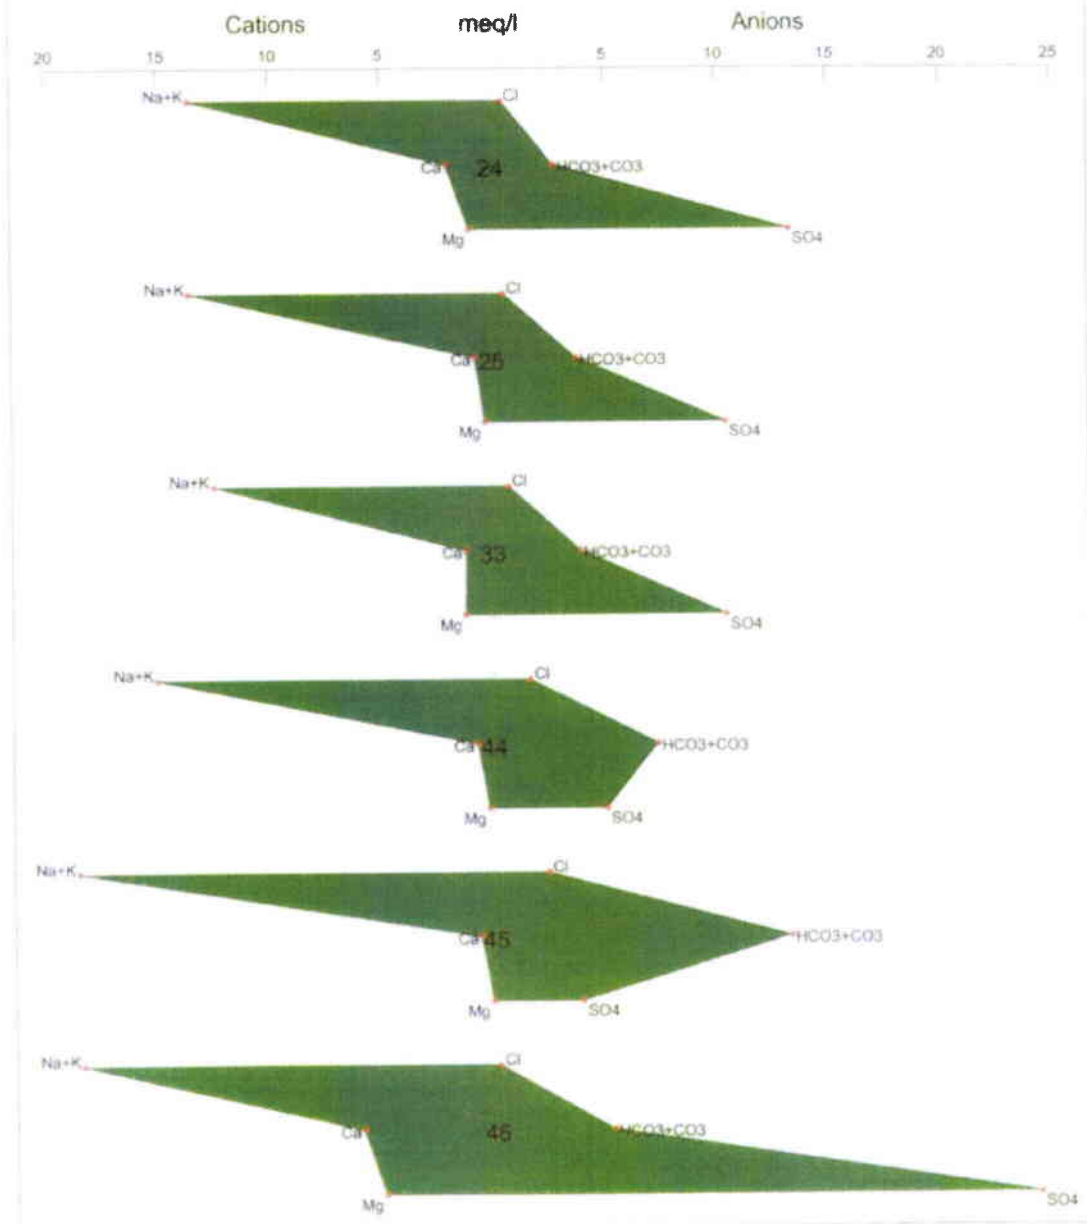 Cations meq/l Anions
20 15 10 5 5 10 15 20 25
Na+K Cl
Ca 24 HCO3+CO3
Mg SO4
Na+K Cl
Ca 25 HCO3+CO3
Mg SO4
Na+K Cl
Ca 33 HCO3+CO3
Mg SO4
Na+K Cl
Ca 44 HCO3+CO3
Mg SO4
Na+K Cl
Ca 45 HCO3+CO3
Mg SO4
Na+K Cl
Ca 46 HCO3+CO3
Mg SO4